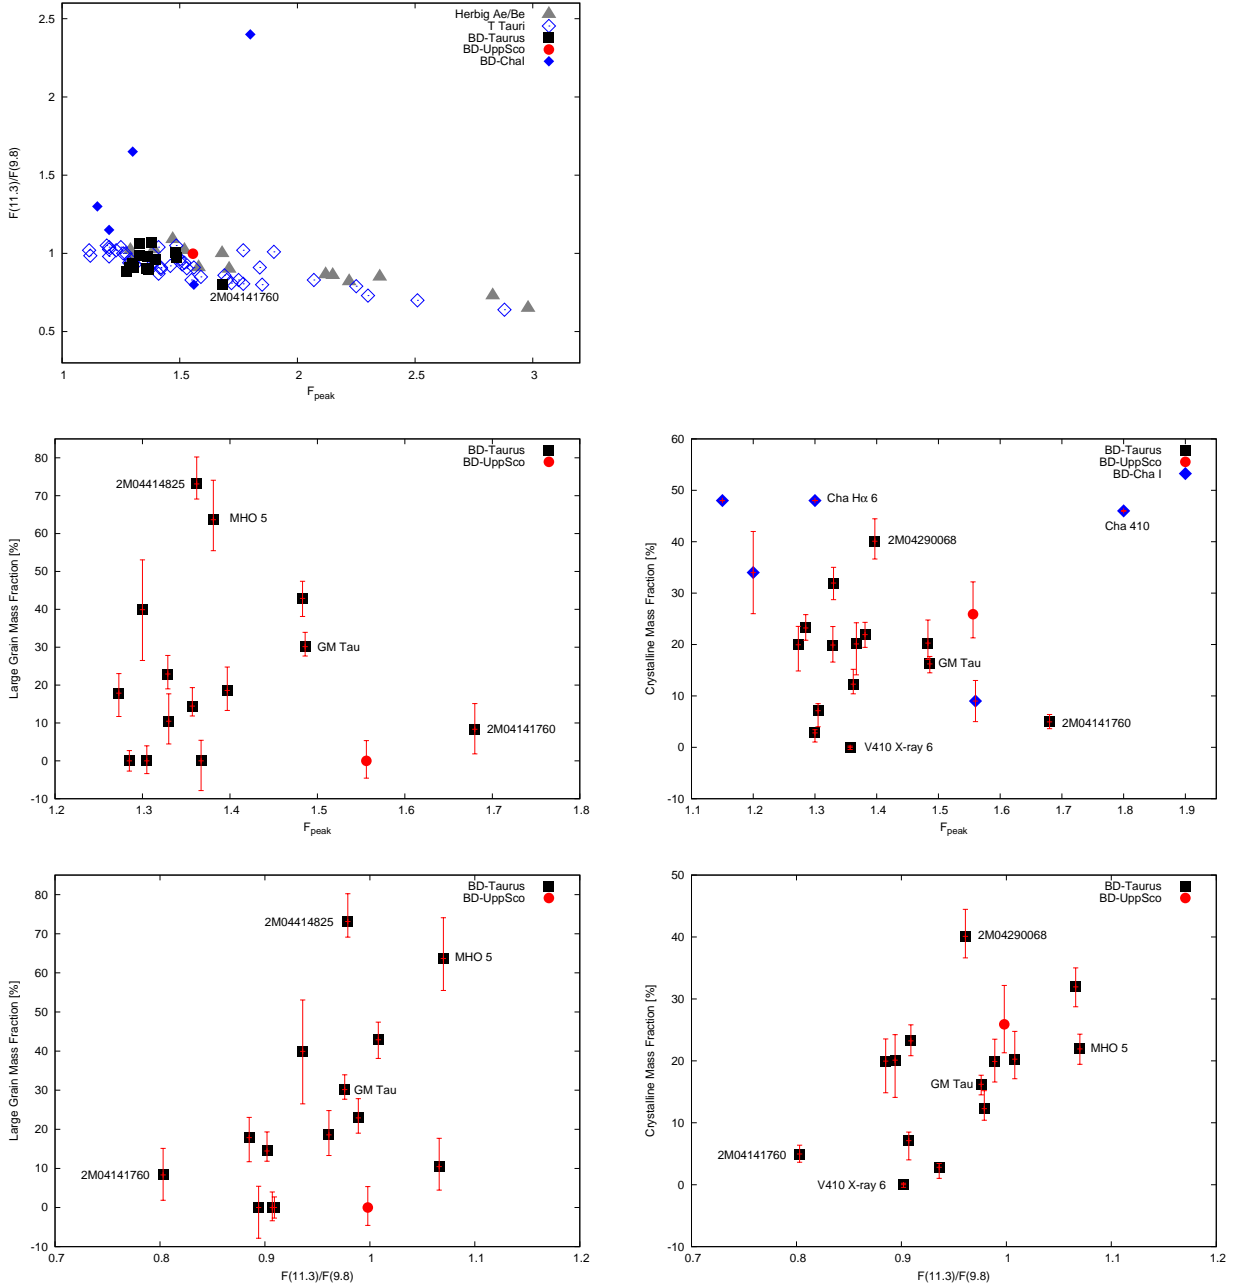 Herbig Ae/Be
T Tauri
BD-Taurus
BD-UppSco
BD-ChaI
2.5
2
1.5
1
0.5
F(11.3)/F(9.8)
2M04141760
1 1.5 2 2.5 3
F_peak
BD-Taurus
BD-UppSco
80
70
60
50
40
30
20
10
0
-10
Large Grain Mass Fraction [%]
2M04414825
MHO 5
GM Tau
2M04141760
1.2 1.3 1.4 1.5 1.6 1.7 1.8
F_peak
BD-Taurus
BD-UppSco
BD-Cha I
60
50
40
30
20
10
0
-10
Crystalline Mass Fraction [%]
Cha Hα 6
Cha 410
2M04290068
GM Tau
2M04141760
V410 X-ray 6
1.1 1.2 1.3 1.4 1.5 1.6 1.7 1.8 1.9
F_peak
BD-Taurus
BD-UppSco
80
70
60
50
40
30
20
10
0
-10
Large Grain Mass Fraction [%]
2M04414825
MHO 5
GM Tau
2M04141760
0.7 0.8 0.9 1 1.1 1.2
F(11.3)/F(9.8)
BD-Taurus
BD-UppSco
50
40
30
20
10
0
-10
Crystalline Mass Fraction [%]
2M04290068
MHO 5
GM Tau
2M04141760
V410 X-ray 6
0.7 0.8 0.9 1 1.1 1.2
F(11.3)/F(9.8)